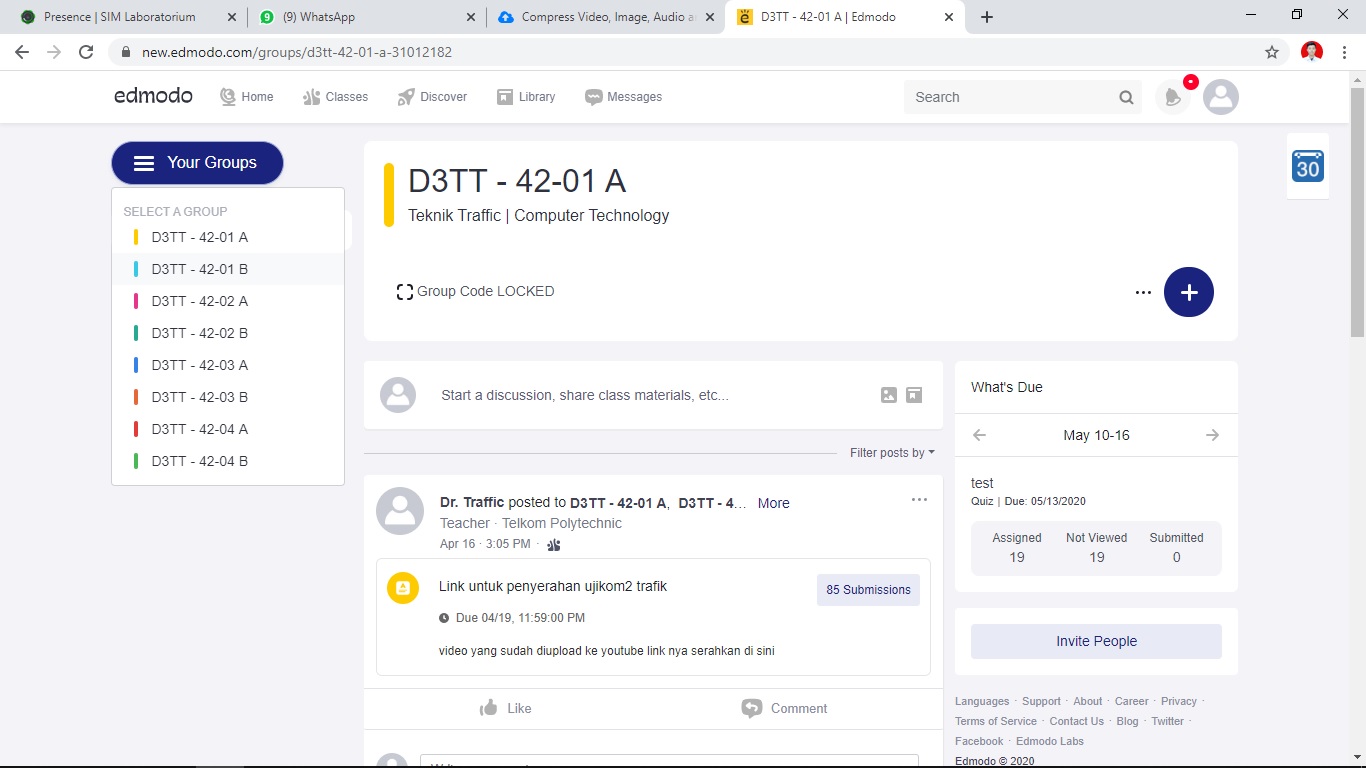 Presence | SIM Laboratorium
(9) WhatsApp
Compress Video, Image, Audio a
D3TT - 42-01 A | Edmodo
new.edmodo.com/groups/d3tt-42-01-a-31012182
edmodo
Home
Classes
Discover
Library
Messages
Search
Your Groups
SELECT A GROUP
D3TT - 42-01 A
D3TT - 42-01 B
D3TT - 42-02 A
D3TT - 42-02 B
D3TT - 42-03 A
D3TT - 42-03 B
D3TT - 42-04 A
D3TT - 42-04 B
D3TT - 42-01 A
Teknik Traffic | Computer Technology
Group Code LOCKED
30
Start a discussion, share class materials, etc...
Filter posts by
Dr. Traffic posted to D3TT - 42-01 A, D3TT - 4... More
Teacher · Telkom Polytechnic
Apr 16 · 3:05 PM ·
Link untuk penyerahan ujikom2 trafik
85 Submissions
Due 04/19, 11:59:00 PM
video yang sudah diupload ke youtube link nya serahkan di sini
Like
Comment
What's Due
May 10-16
test
Quiz | Due: 05/13/2020
Assigned Not Viewed Submitted
19 19 0
Invite People
Languages · Support · About · Career · Privacy ·
Terms of Service · Contact Us · Blog · Twitter ·
Facebook · Edmodo Labs
Edmodo © 2020